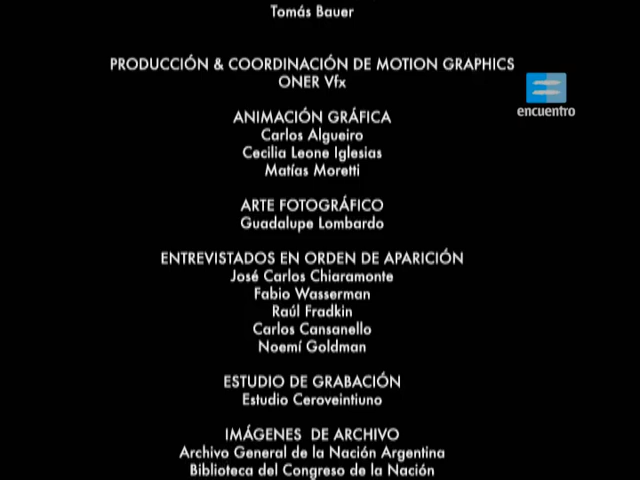 Tomás Bauer
PRODUCCIÓN & COORDINACIÓN DE MOTION GRAPHICS
ONER Vfx
encuentro
ANIMACIÓN GRÁFICA
Carlos Algueiro
Cecilia Leone Iglesias
Matías Moretti
ARTE FOTOGRÁFICO
Guadalupe Lombardo
ENTREVISTADOS EN ORDEN DE APARICIÓN
José Carlos Chiaramonte
Fabio Wasserman
Raúl Fradkin
Carlos Cansanello
Noemí Goldman
ESTUDIO DE GRABACIÓN
Estudio Ceroveintiuno
IMÁGENES DE ARCHIVO
Archivo General de la Nación Argentina
Biblioteca del Congreso de la Nación